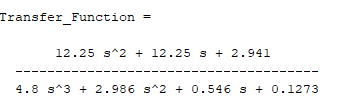 Transfer_Function =
12.25 s^2 + 12.25 s + 2.941
-------------------------------------
4.8 s^3 + 2.986 s^2 + 0.546 s + 0.1273